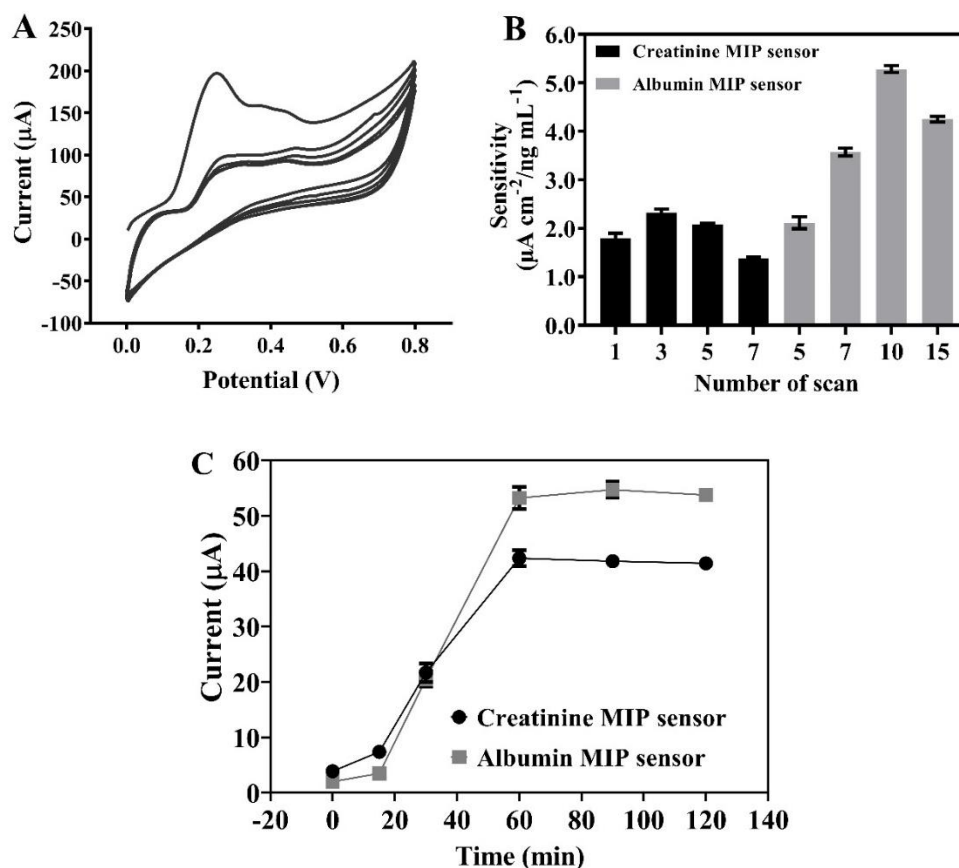 A
250
200
150
100
50
0
-50
-100
Current (µA)
0.0 0.2 0.4 0.6 0.8
Potential (V)
B
6.0
5.0
4.0
3.0
2.0
1.0
0.0
Sensitivity
(µA cm⁻²/ng mL⁻¹)
Creatinine MIP sensor
Albumin MIP sensor
1 3 5 7 5 7 10 15
Number of scan
C
60
50
40
30
20
10
0
Current (µA)
Creatinine MIP sensor
Albumin MIP sensor
-20 0 20 40 60 80 100 120 140
Time (min)